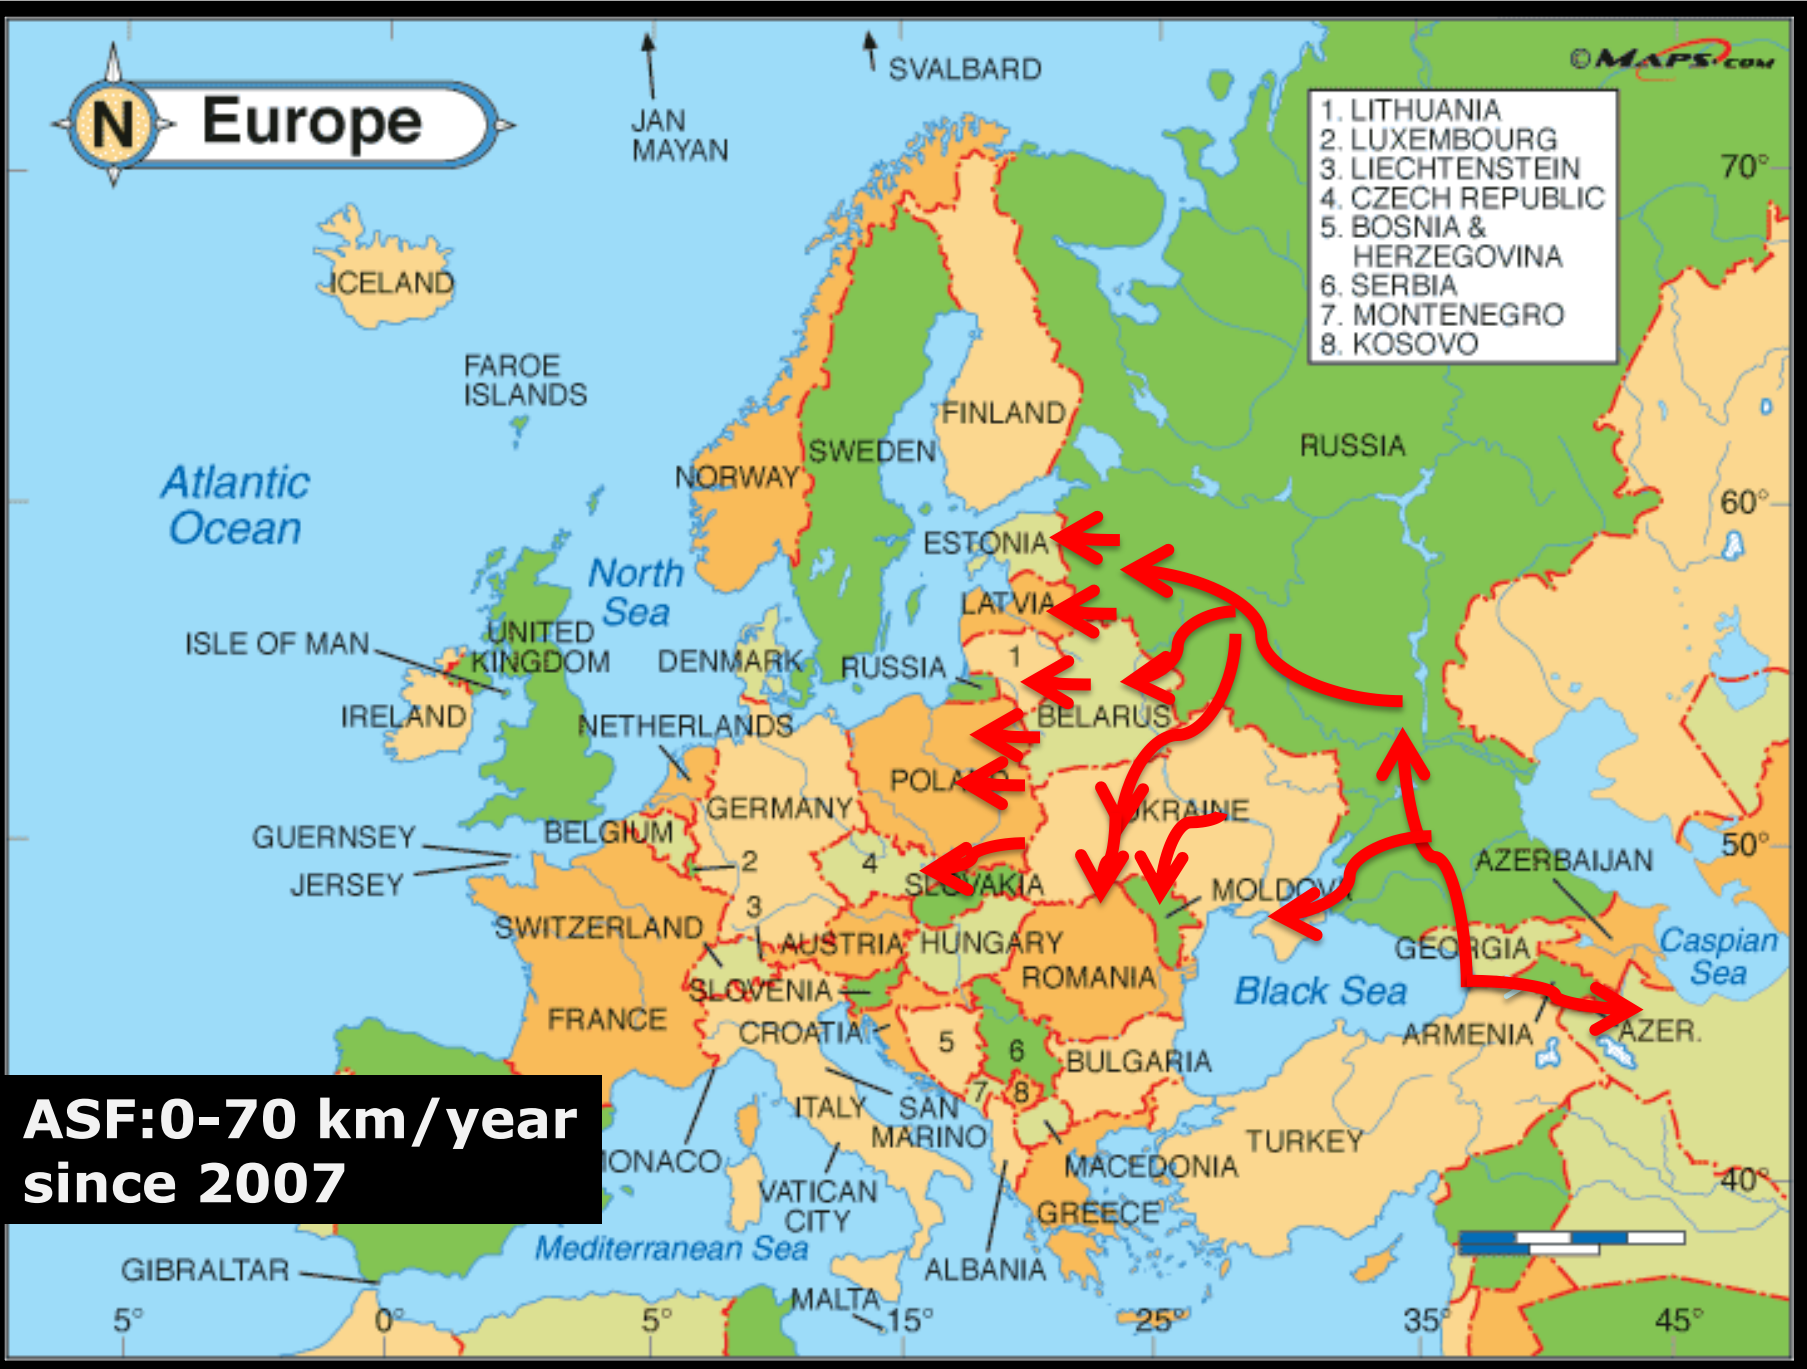 SVALBARD
©MAPS.COM
JAN
MAYAN
N
Europe
1. LITHUANIA
2. LUXEMBOURG
3. LIECHTENSTEIN
4. CZECH REPUBLIC
5. BOSNIA &
HERZEGOVINA
6. SERBIA
7. MONTENEGRO
8. KOSOVO
70°
ICELAND
FAROE
ISLANDS
FINLAND
RUSSIA
SWEDEN
NORWAY
Atlantic
Ocean
60°
ESTONIA
North
Sea
LATVIA
ISLE OF MAN
UNITED
KINGDOM
DENMARK
RUSSIA
1
IRELAND
NETHERLANDS
BELARUS
POLAND
GERMANY
UKRAINE
GUERNSEY
BELGIUM
50°
JERSEY
2
4
SLOVAKIA
AZERBAIJAN
MOLDOVA
3
SWITZERLAND
AUSTRIA
HUNGARY
GEORGIA
Caspian
Sea
ROMANIA
Black Sea
SLOVENIA
FRANCE
CROATIA
5
6
BULGARIA
ARMENIA
AZER.
7
8
ITALY
SAN
MARINO
ASF:0-70 km/year
since 2007
MONACO
MACEDONIA
TURKEY
40°
VATICAN
CITY
GREECE
Mediterranean Sea
GIBRALTAR
ALBANIA
MALTA
5°
0°
5°
15°
25°
35°
45°